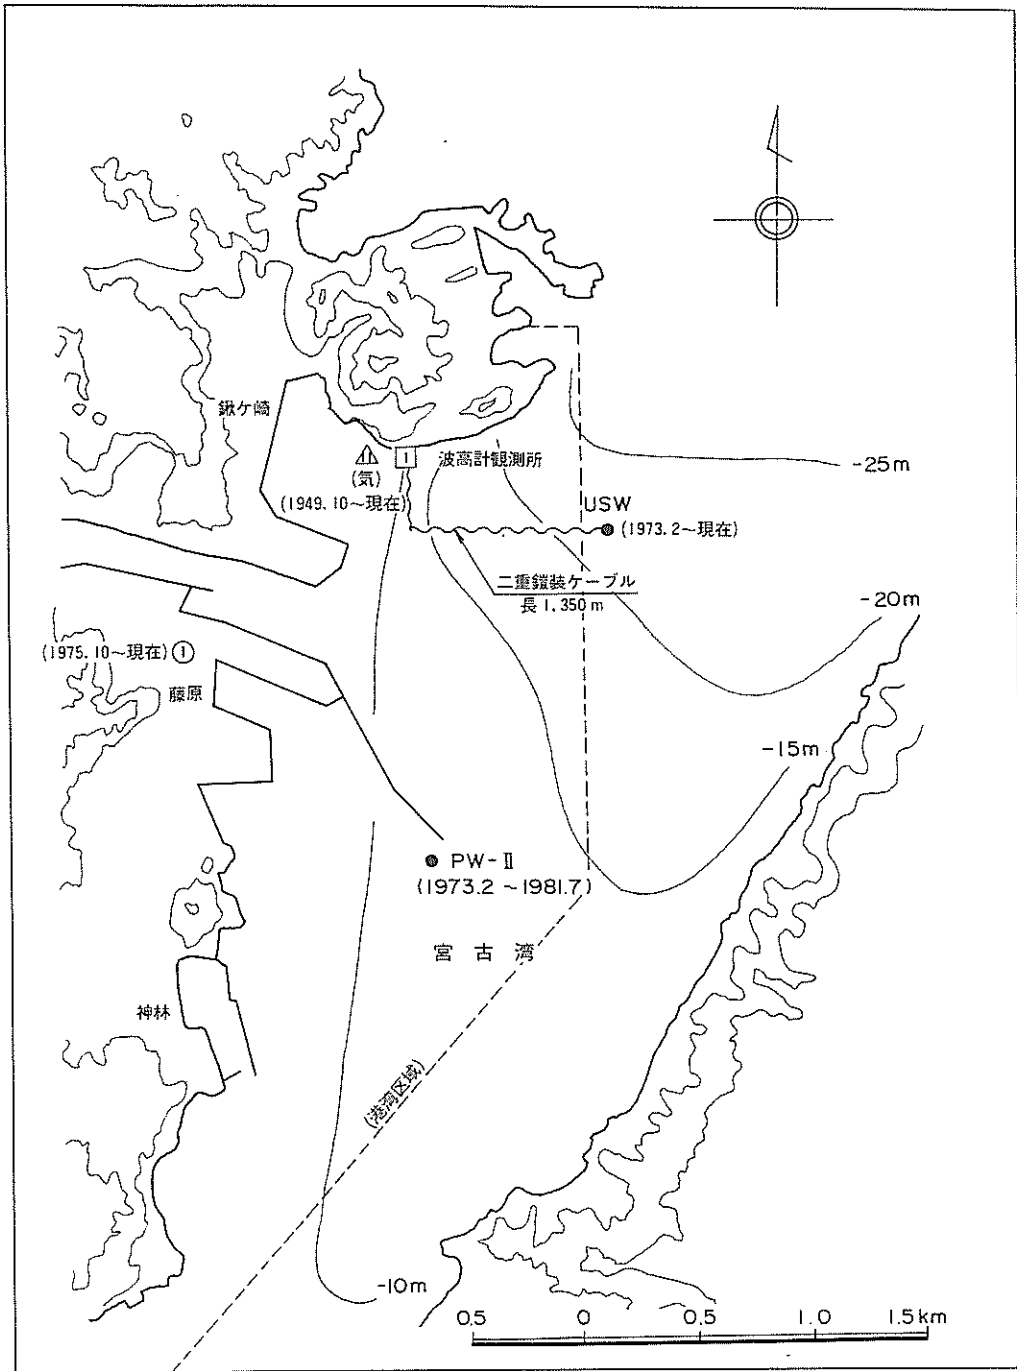 鍬ケ崎
1
波高計観測所
(気)
(1949.10~現在)
-25m
USW
(1973.2~現在)
二重鎧装ケーブル
長 1,350m
-20m
(1975.10~現在) ①
藤原
-15m
PW-Ⅱ
(1973.2~1981.7)
宮古湾
神林
(港湾区域)
-10m
0.5 0 0.5 1.0 1.5km